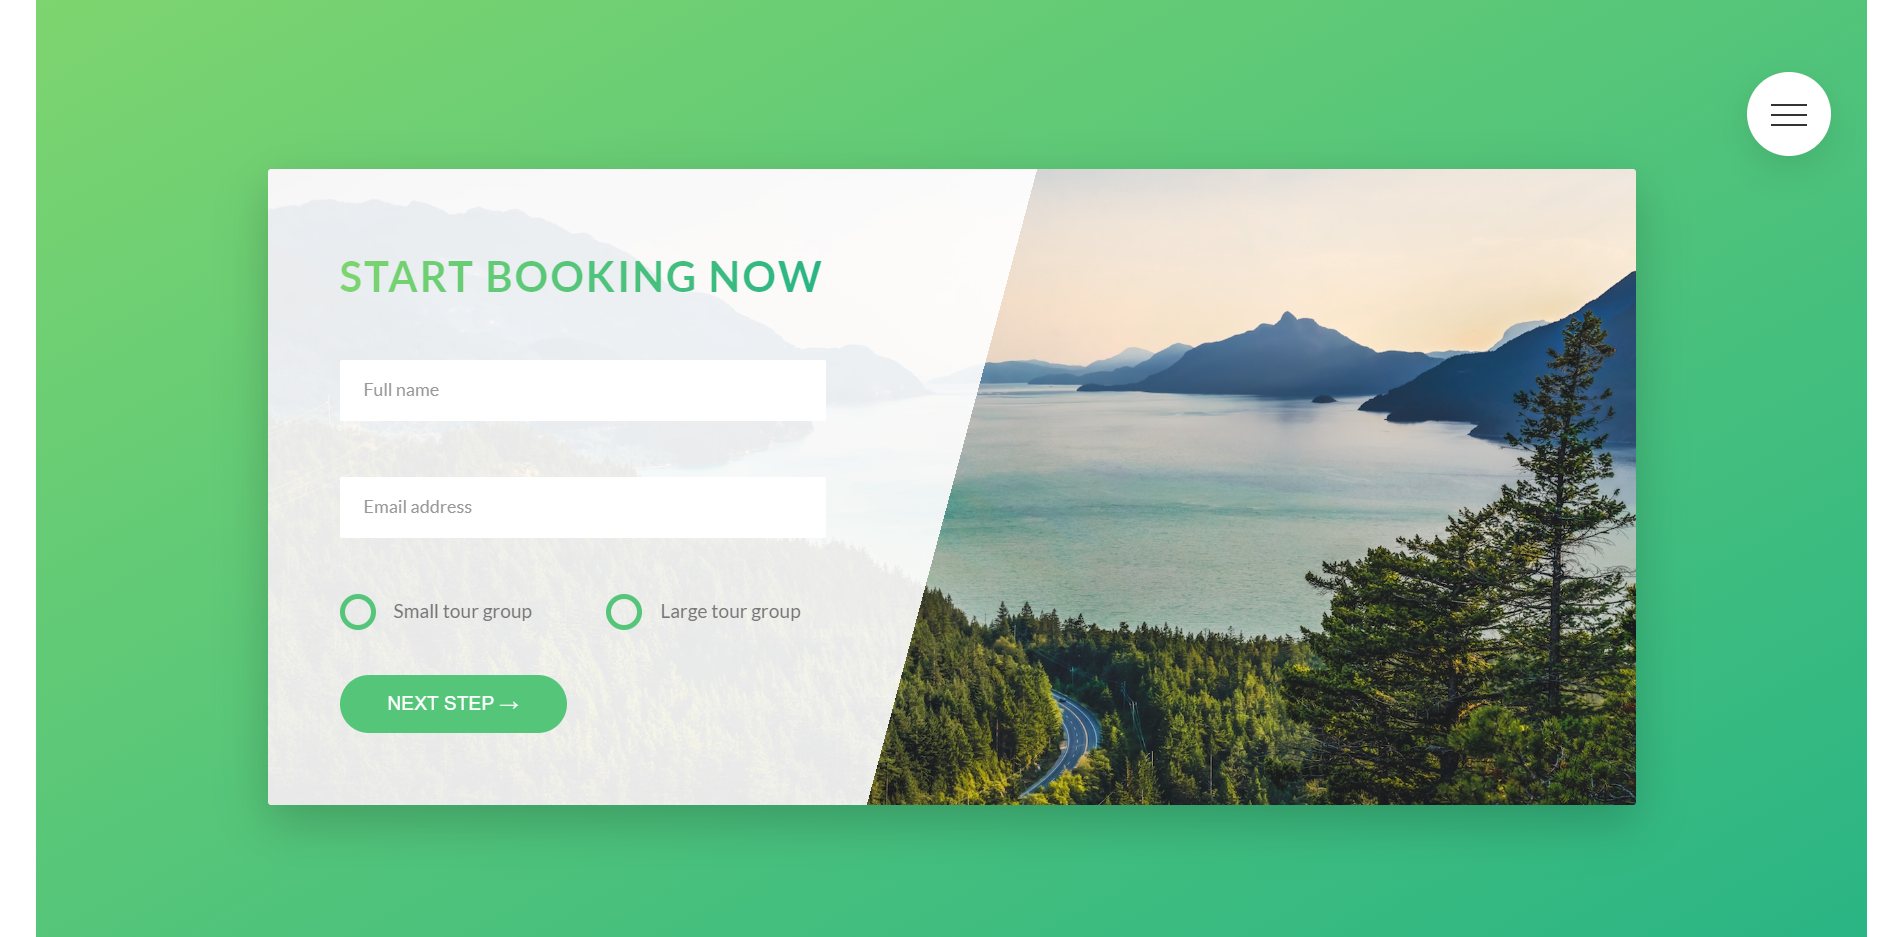 START BOOKING NOW
Full name
Email address
Small tour group
Large tour group
NEXT STEP →